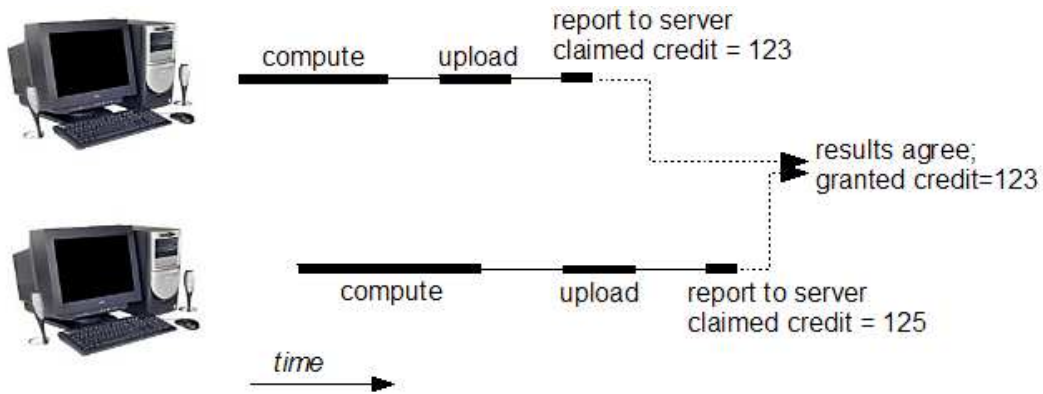 compute
upload
report to server
claimed credit = 123
results agree;
granted credit=123
compute
upload
report to server
claimed credit = 125
time